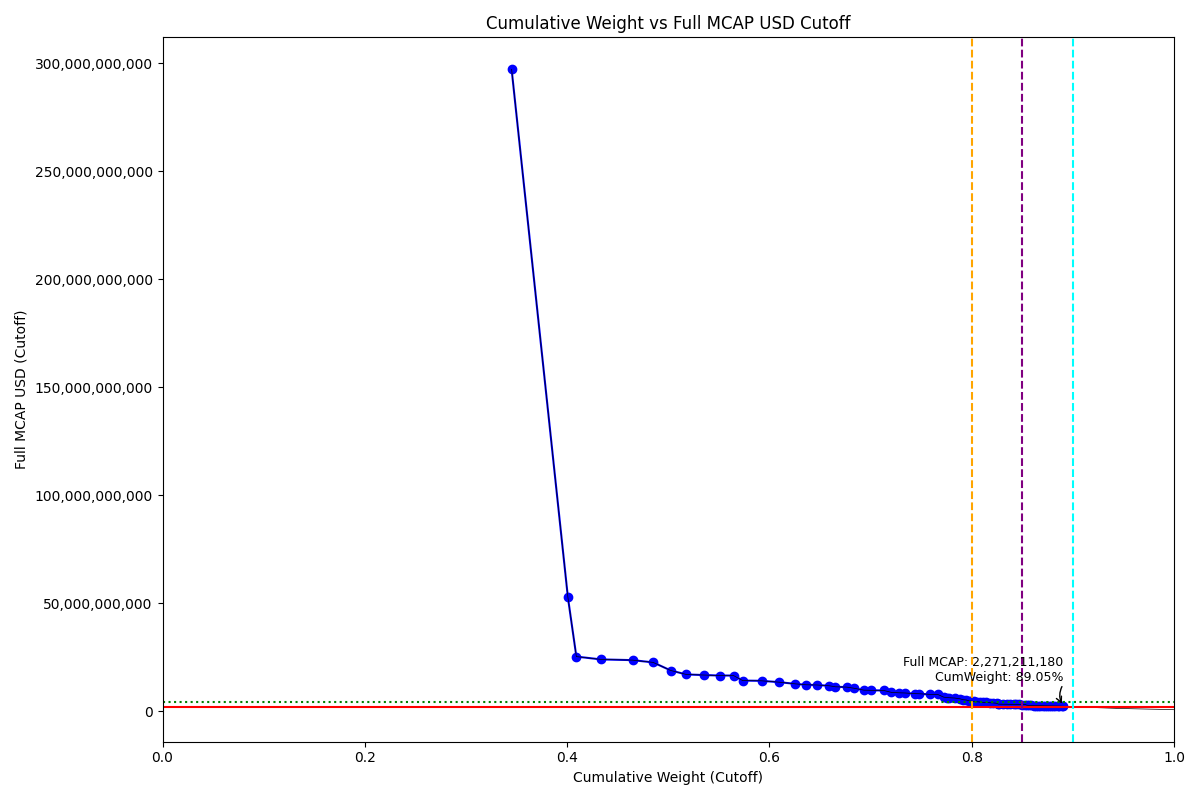 Cumulative Weight vs Full MCAP USD Cutoff
Full MCAP USD (Cutoff)
300,000,000,000
250,000,000,000
200,000,000,000
150,000,000,000
100,000,000,000
50,000,000,000
0
Full MCAP: 2,271,211,180
CumWeight: 89.05%
0.0 0.2 0.4 0.6 0.8 1.0
Cumulative Weight (Cutoff)